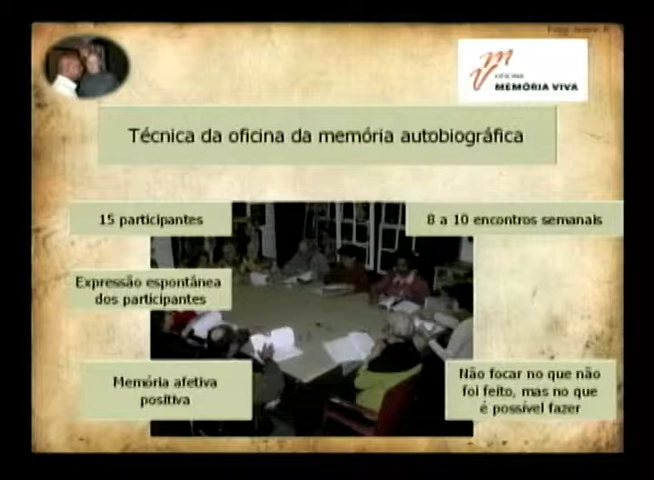 OFICINA
MEMÓRIA VIVA
Técnica da oficina da memória autobiográfica
15 participantes
8 a 10 encontros semanais
Expressão espontânea
dos participantes
Memória afetiva
positiva
Não focar no que não
foi feito, mas no que
é possível fazer